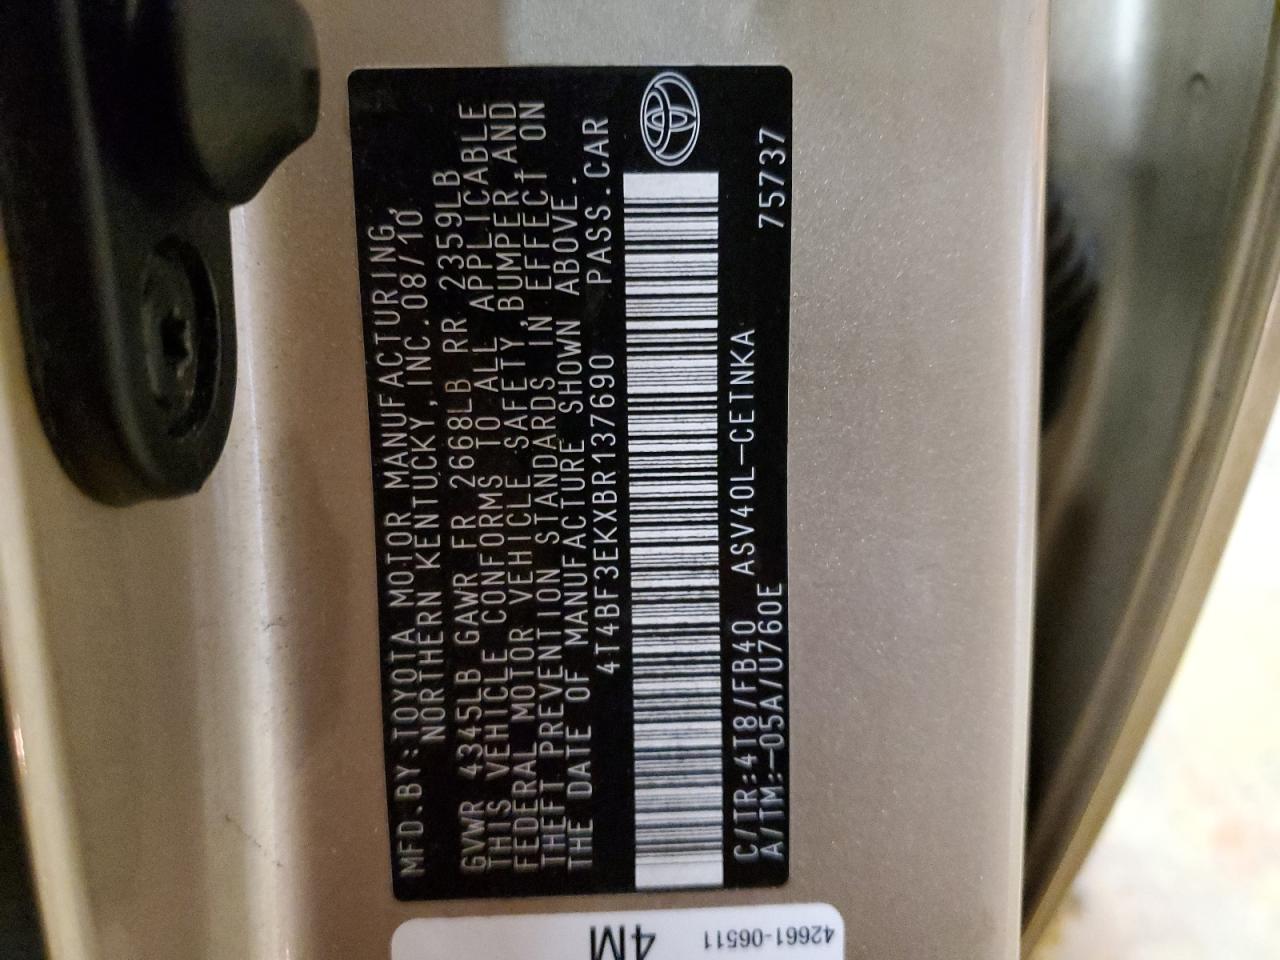 MFD.BY:TOYOTA MOTOR MANUFACTURING,
NORTHERN KENTUCKY,INC.08/10
GVWR 4345LB GAWR FR 2668LB RR 2359LB
THIS VEHICLE CONFORMS TO ALL APPLICABLE
FEDERAL MOTOR VEHICLE SAFETY,BUMPER,AND
THEFT PREVENTION STANDARDS IN EFFECT ON
THE DATE OF MANUFACTURE SHOWN ABOVE.
4T4BF3EKXBR137690 PASS.CAR
C/TR:4T8/FB40 ASV40L-CETNKA 75737
A/TM:-05A/U760E
4M
42661-06511